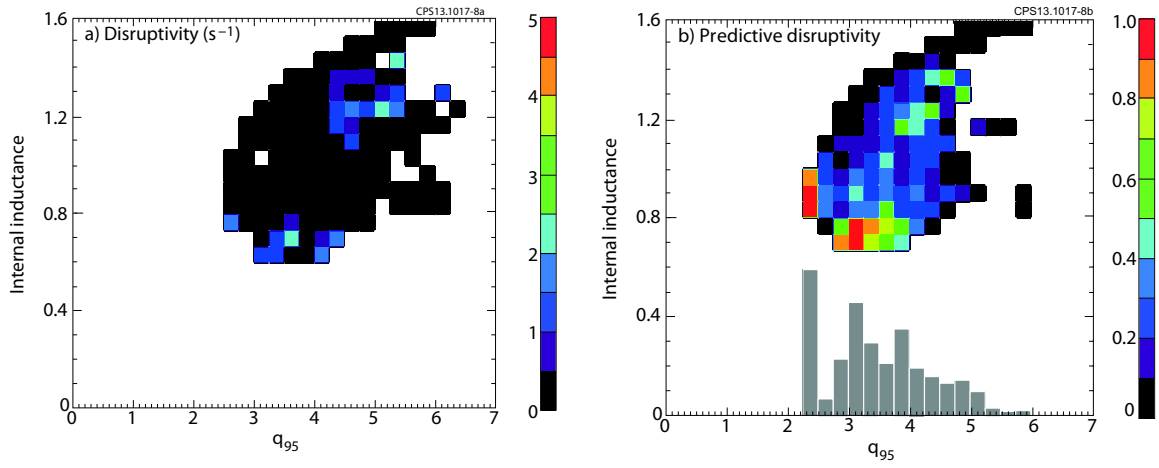 CPS13.1017-8a
a) Disruptivity (s⁻¹)
Internal inductance
1.6
1.2
0.8
0.4
0
0 1 2 3 4 5 6 7
q95
5
4
3
2
1
0
CPS13.1017-8b
b) Predictive disruptivity
Internal inductance
1.6
1.2
0.8
0.4
0
0 1 2 3 4 5 6 7
q95
1.0
0.8
0.6
0.4
0.2
0